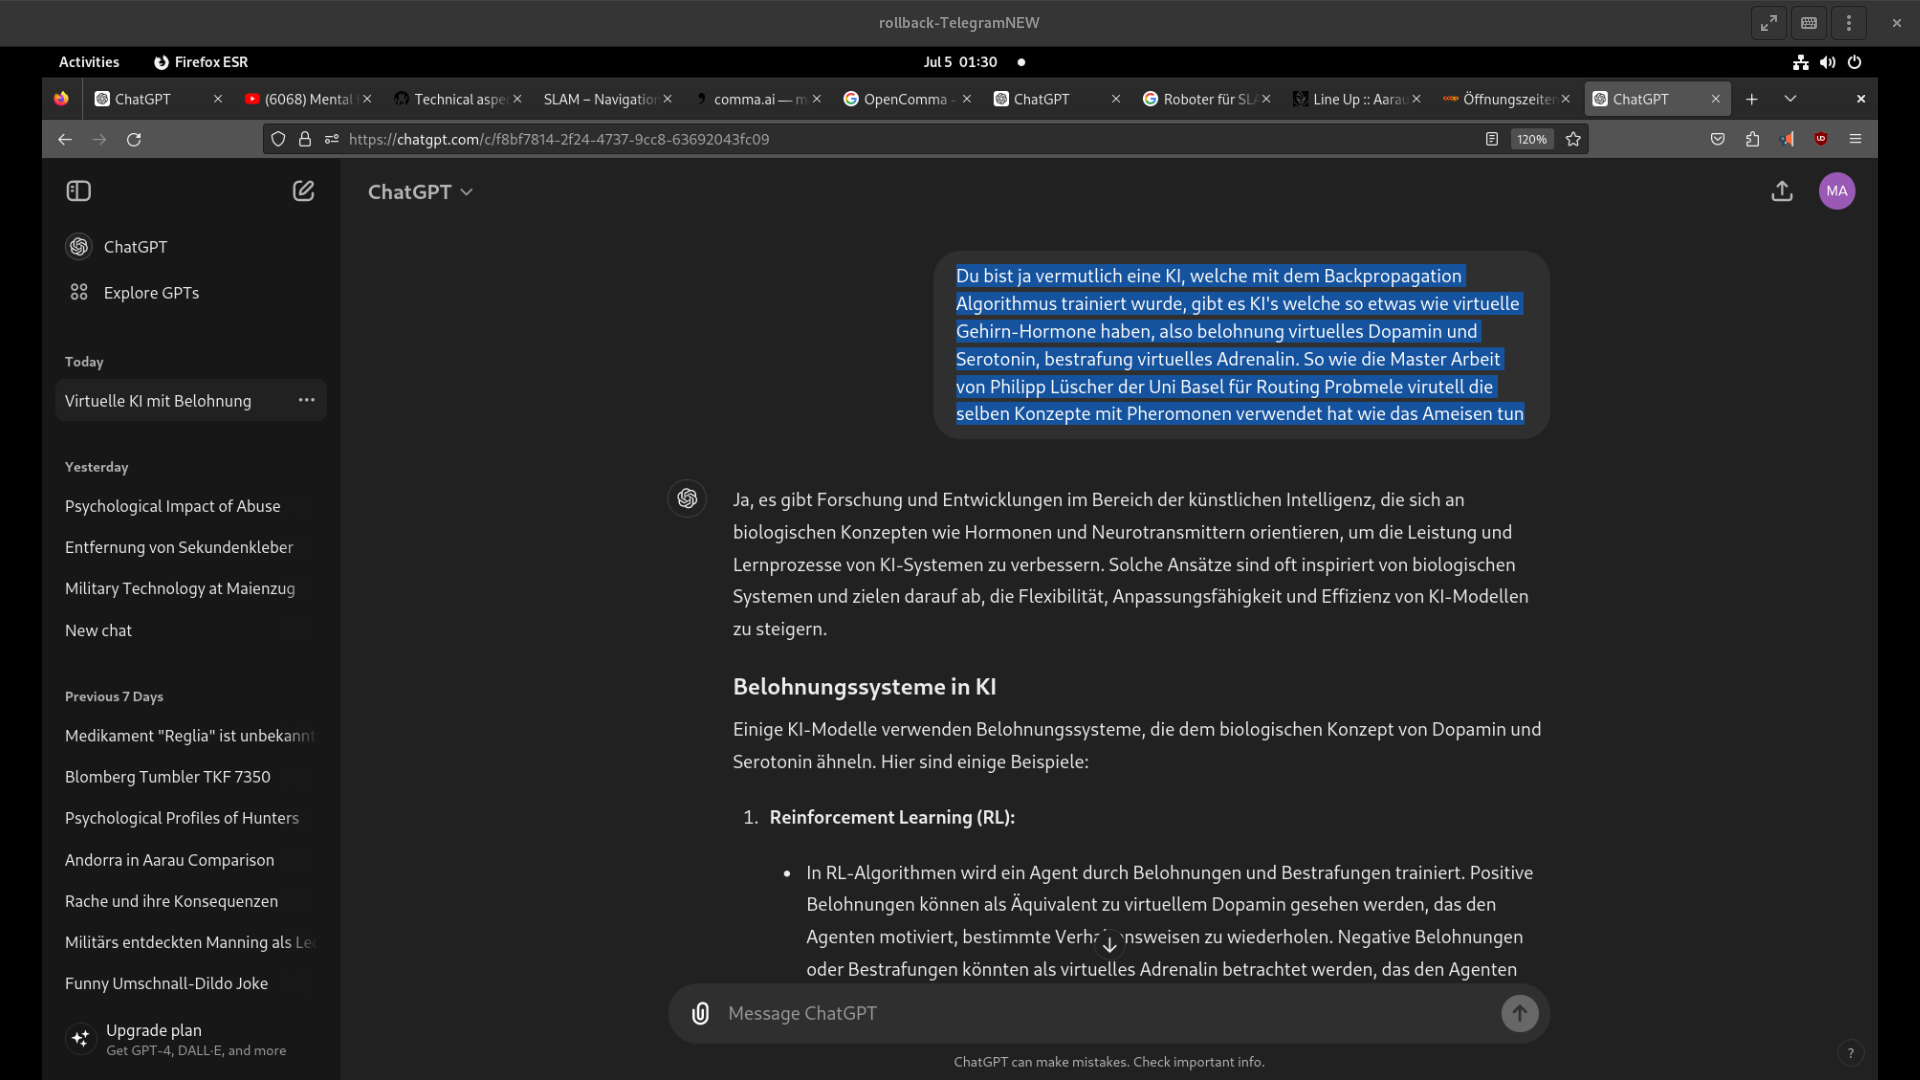 rollback-TelegramNEW
Activities
Firefox ESR
Jul 5 01:30
ChatGPT
(6068) Mental
Technical aspe
SLAM – Navigation
comma.ai — m
OpenComma -
ChatGPT
Roboter für SLA
Line Up :: Aarau
Öffnungszeiten
ChatGPT
https://chatgpt.com/c/f8bf7814-2f24-4737-9cc8-63692043fc09
120%
ChatGPT
MA
ChatGPT
Explore GPTs
Today
Virtuelle KI mit Belohnung
Yesterday
Psychological Impact of Abuse
Entfernung von Sekundenkleber
Military Technology at Maienzug
New chat
Previous 7 Days
Medikament "Reglia" ist unbekannt
Blomberg Tumbler TKF 7350
Psychological Profiles of Hunters
Andorra in Aarau Comparison
Rache und ihre Konsequenzen
Militärs entdeckten Manning als Le
Funny Umschnall-Dildo Joke
Upgrade plan
Get GPT-4, DALL·E, and more
Du bist ja vermutlich eine KI, welche mit dem Backpropagation
Algorithmus trainiert wurde, gibt es KI's welche so etwas wie virtuelle
Gehirn-Hormone haben, also belohnung virtuelles Dopamin und
Serotonin, bestrafung virtuelles Adrenalin. So wie die Master Arbeit
von Philipp Lüscher der Uni Basel für Routing Probmele virutell die
selben Konzepte mit Pheromonen verwendet hat wie das Ameisen tun
Ja, es gibt Forschung und Entwicklungen im Bereich der künstlichen Intelligenz, die sich an
biologischen Konzepten wie Hormonen und Neurotransmittern orientieren, um die Leistung und
Lernprozesse von KI-Systemen zu verbessern. Solche Ansätze sind oft inspiriert von biologischen
Systemen und zielen darauf ab, die Flexibilität, Anpassungsfähigkeit und Effizienz von KI-Modellen
zu steigern.
Belohnungssysteme in KI
Einige KI-Modelle verwenden Belohnungssysteme, die dem biologischen Konzept von Dopamin und
Serotonin ähneln. Hier sind einige Beispiele:
1. Reinforcement Learning (RL):
• In RL-Algorithmen wird ein Agent durch Belohnungen und Bestrafungen trainiert. Positive
Belohnungen können als Äquivalent zu virtuellem Dopamin gesehen werden, das den
Agenten motiviert, bestimmte Verhaltensweisen zu wiederholen. Negative Belohnungen
oder Bestrafungen könnten als virtuelles Adrenalin betrachtet werden, das den Agenten
Message ChatGPT
ChatGPT can make mistakes. Check important info.
?